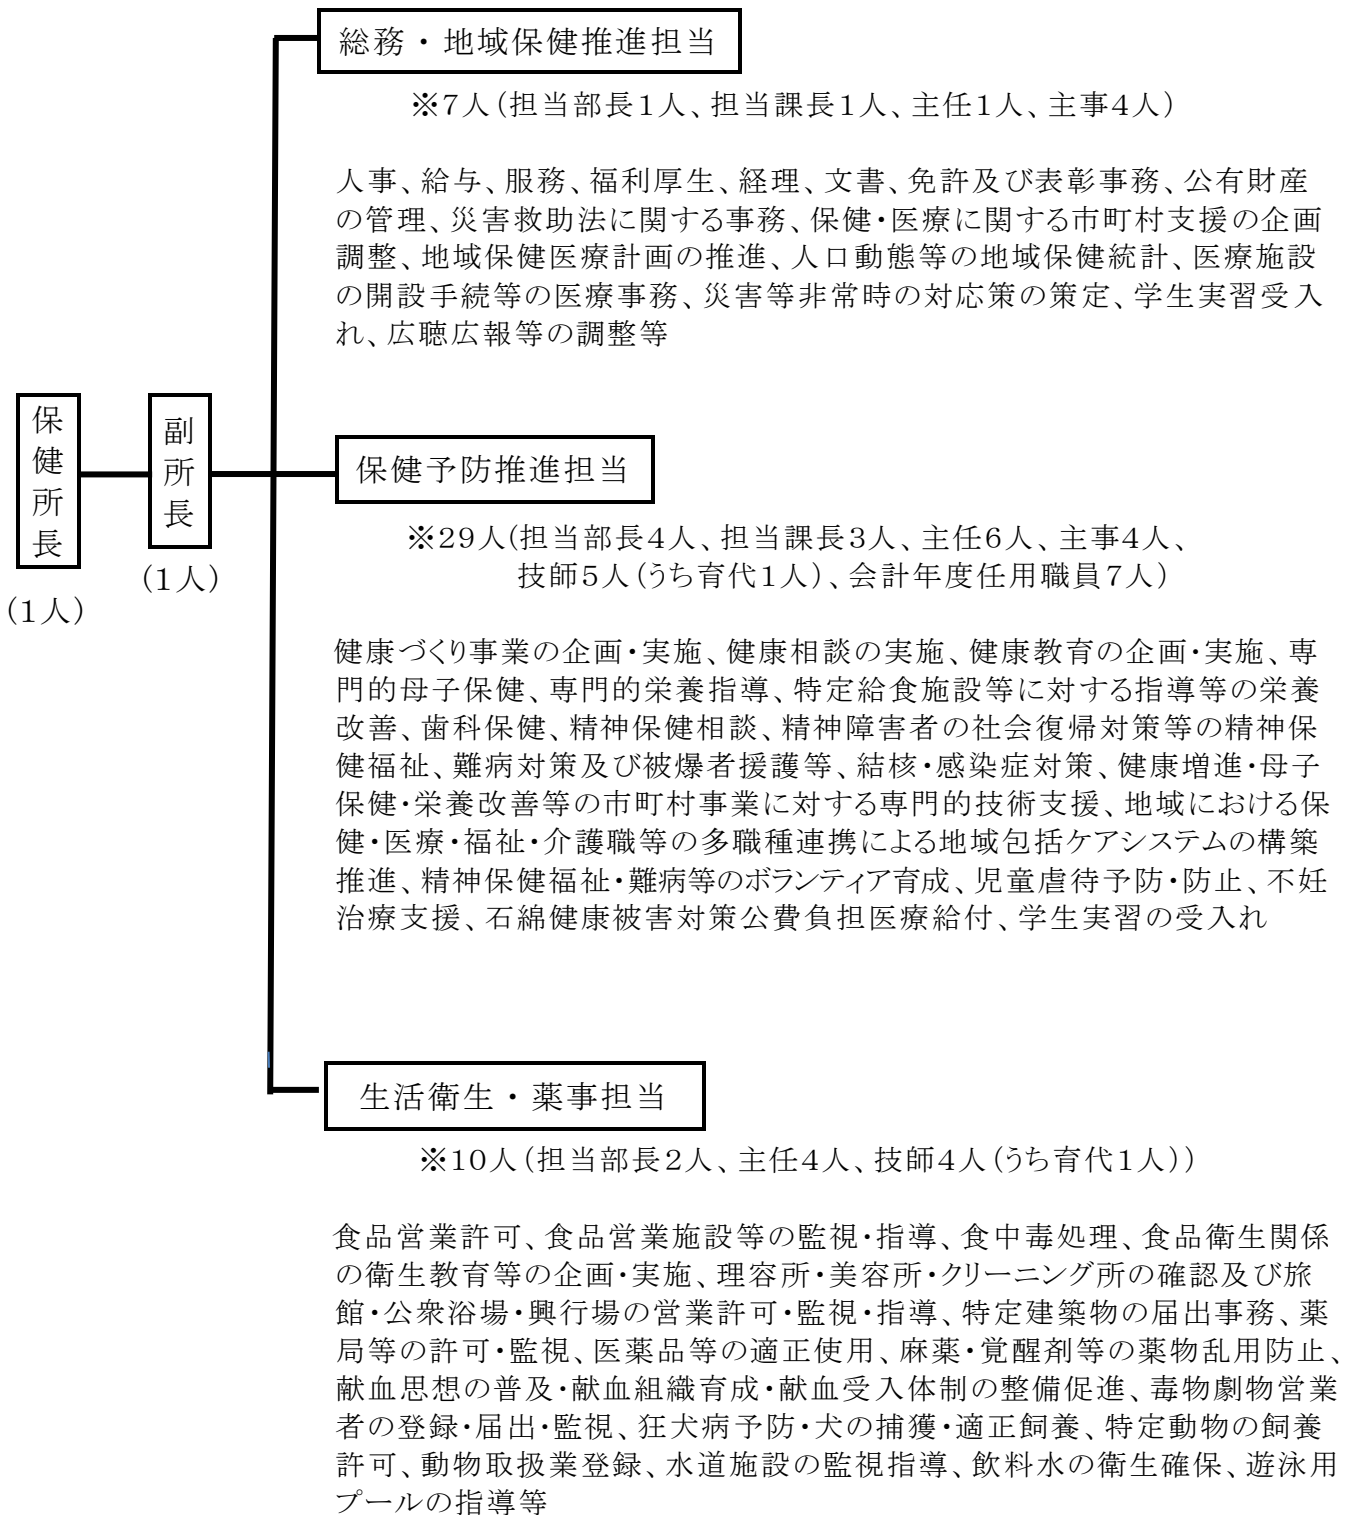 総務・地域保健推進担当
※7人(担当部長1人、担当課長1人、主任1人、主事4人)
人事、給与、服務、福利厚生、経理、文書、免許及び表彰事務、公有財産
の管理、災害救助法に関する事務、保健・医療に関する市町村支援の企画
調整、地域保健医療計画の推進、人口動態等の地域保健統計、医療施設
の開設手続等の医療事務、災害等非常時の対応策の策定、学生実習受入
れ、広聴広報等の調整等
保健所長
(1人)
副所長
(1人)
保健予防推進担当
※29人(担当部長4人、担当課長3人、主任6人、主事4人、
技師5人(うち育代1人)、会計年度任用職員7人)
健康づくり事業の企画・実施、健康相談の実施、健康教育の企画・実施、専
門的母子保健、専門的栄養指導、特定給食施設等に対する指導等の栄養
改善、歯科保健、精神保健相談、精神障害者の社会復帰対策等の精神保
健福祉、難病対策及び被爆者援護等、結核・感染症対策、健康増進・母子
保健・栄養改善等の市町村事業に対する専門的技術支援、地域における保
健・医療・福祉・介護職等の多職種連携による地域包括ケアシステムの構築
推進、精神保健福祉・難病等のボランティア育成、児童虐待予防・防止、不妊
治療支援、石綿健康被害対策公費負担医療給付、学生実習の受入れ
生活衛生・薬事担当
※10人(担当部長2人、主任4人、技師4人(うち育代1人))
食品営業許可、食品営業施設等の監視・指導、食中毒処理、食品衛生関係
の衛生教育等の企画・実施、理容所・美容所・クリーニング所の確認及び旅
館・公衆浴場・興行場の営業許可・監視・指導、特定建築物の届出事務、薬
局等の許可・監視、医薬品等の適正使用、麻薬・覚醒剤等の薬物乱用防止、
献血思想の普及・献血組織育成・献血受入体制の整備促進、毒物劇物営業
者の登録・届出・監視、狂犬病予防・犬の捕獲・適正飼養、特定動物の飼養
許可、動物取扱業登録、水道施設の監視指導、飲料水の衛生確保、遊泳用
プールの指導等